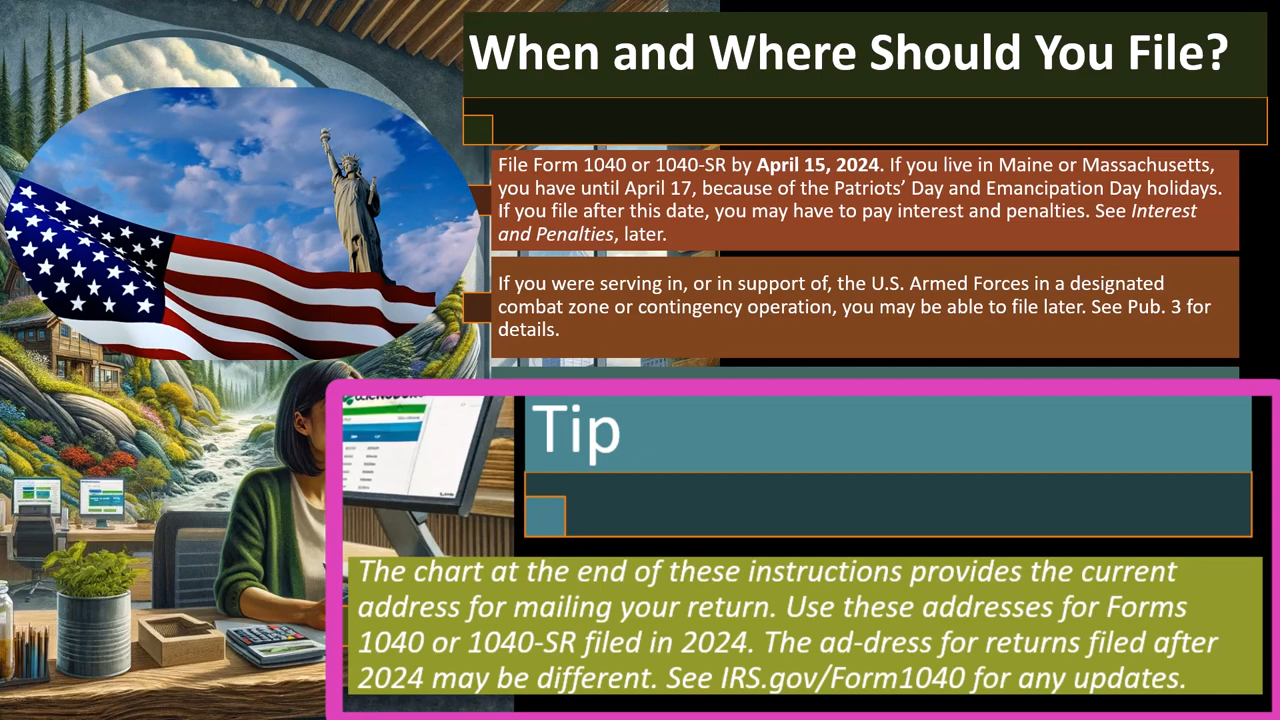 When and Where Should You File?
File Form 1040 or 1040-SR by April 15, 2024. If you live in Maine or Massachusetts,
you have until April 17, because of the Patriots’ Day and Emancipation Day holidays.
If you file after this date, you may have to pay interest and penalties. See Interest
and Penalties, later.
If you were serving in, or in support of, the U.S. Armed Forces in a designated
combat zone or contingency operation, you may be able to file later. See Pub. 3 for
details.
Tip
The chart at the end of these instructions provides the current
address for mailing your return. Use these addresses for Forms
1040 or 1040-SR filed in 2024. The ad-dress for returns filed after
2024 may be different. See IRS.gov/Form1040 for any updates.